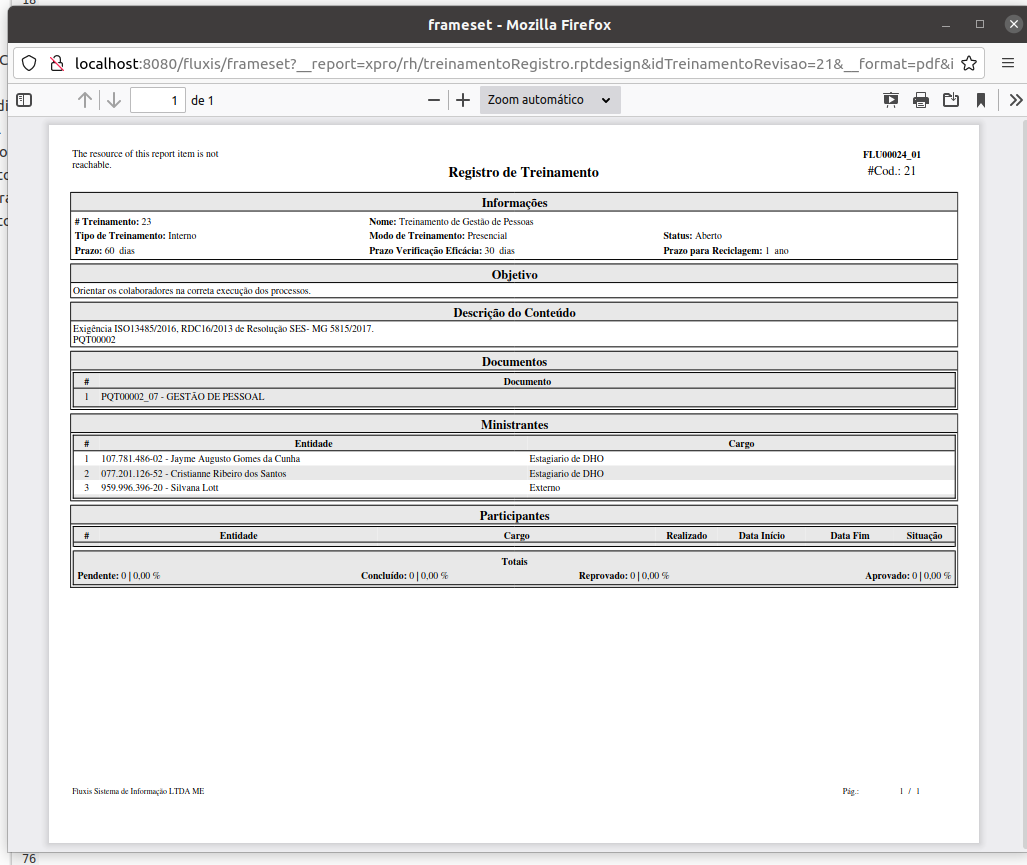 18
frameset - Mozilla Firefox
localhost:8080/fluxis/frameset?__report=xpro/rh/treinamentoRegistro.rptdesign&idTreinamentoRevisao=21&__format=pdf&i
1 de 1
Zoom automático
The resource of this report item is not
reachable.
FLU00024_01
Registro de Treinamento
#Cod.: 21
Informações
# Treinamento: 23 Nome: Treinamento de Gestão de Pessoas
Tipo de Treinamento: Interno Modo de Treinamento: Presencial Status: Aberto
Prazo: 60 dias Prazo Verificação Eficácia: 30 dias Prazo para Reciclagem: 1 ano
Objetivo
Orientar os colaboradores na correta execução dos processos.
Descrição do Conteúdo
Exigência ISO13485/2016, RDC16/2013 de Resolução SES- MG 5815/2017.
PQT00002
Documentos
# Documento
1 PQT00002_07 - GESTÃO DE PESSOAL
Ministrantes
# Entidade Cargo
1 107.781.486-02 - Jayme Augusto Gomes da Cunha Estagiario de DHO
2 077.201.126-52 - Cristianne Ribeiro dos Santos Estagiario de DHO
3 959.996.396-20 - Silvana Lott Externo
Participantes
# Entidade Cargo Realizado Data Início Data Fim Situação
Totais
Pendente: 0 | 0,00 % Concluído: 0 | 0,00 % Reprovado: 0 | 0,00 % Aprovado: 0 | 0,00 %
Fluxis Sistema de Informação LTDA ME Pág.: 1 / 1
76